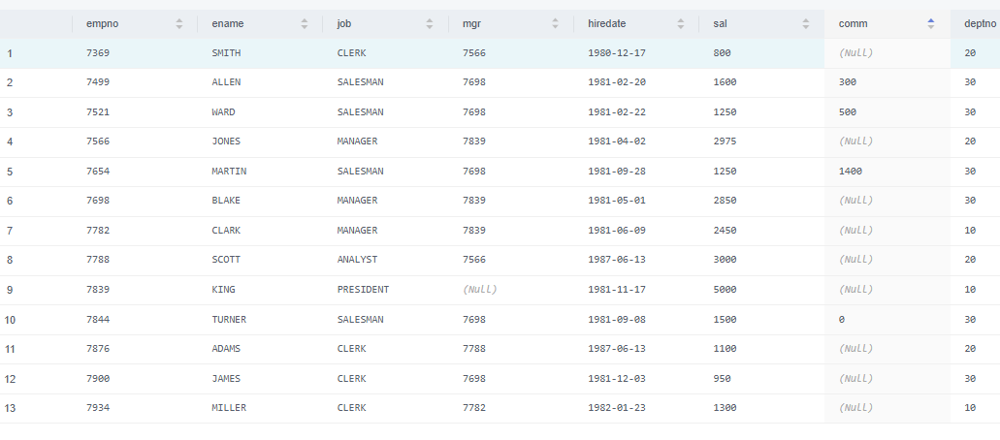 empno ename job mgr hiredate sal comm deptno
1 7369 SMITH CLERK 7566 1980-12-17 800 (Null) 20
2 7499 ALLEN SALESMAN 7698 1981-02-20 1600 300 30
3 7521 WARD SALESMAN 7698 1981-02-22 1250 500 30
4 7566 JONES MANAGER 7839 1981-04-02 2975 (Null) 20
5 7654 MARTIN SALESMAN 7698 1981-09-28 1250 1400 30
6 7698 BLAKE MANAGER 7839 1981-05-01 2850 (Null) 30
7 7782 CLARK MANAGER 7839 1981-06-09 2450 (Null) 10
8 7788 SCOTT ANALYST 7566 1987-06-13 3000 (Null) 20
9 7839 KING PRESIDENT (Null) 1981-11-17 5000 (Null) 10
10 7844 TURNER SALESMAN 7698 1981-09-08 1500 0 30
11 7876 ADAMS CLERK 7788 1987-06-13 1100 (Null) 20
12 7900 JAMES CLERK 7698 1981-12-03 950 (Null) 30
13 7934 MILLER CLERK 7782 1982-01-23 1300 (Null) 10